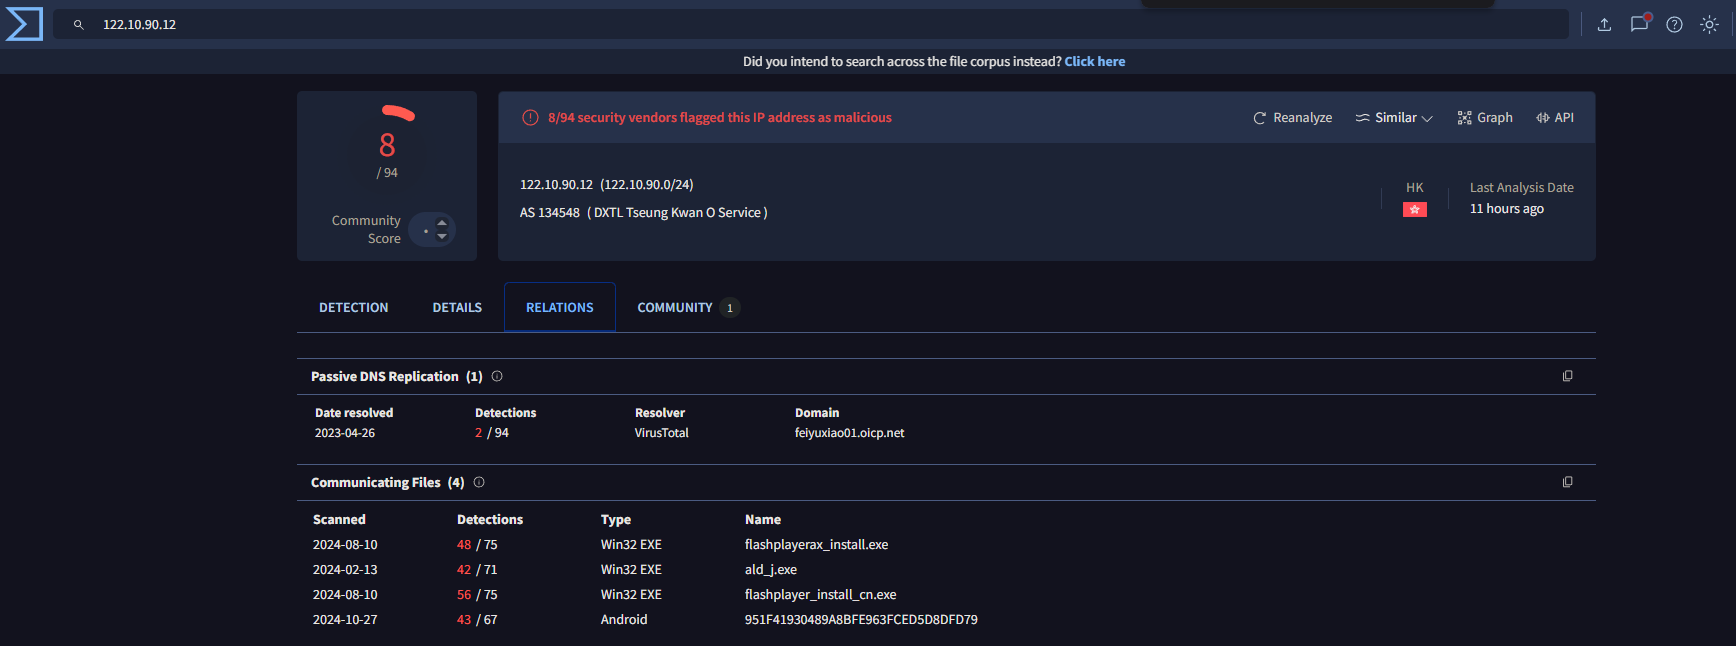 122.10.90.12
Did you intend to search across the file corpus instead? Click here
8
/ 94
Community
Score
8/94 security vendors flagged this IP address as malicious
Reanalyze Similar Graph API
122.10.90.12 (122.10.90.0/24)
AS 134548 ( DXTL Tseung Kwan O Service )
HK
Last Analysis Date
11 hours ago
DETECTION DETAILS RELATIONS COMMUNITY 1
Passive DNS Replication (1)
Date resolved Detections Resolver Domain
2023-04-26 2 / 94 VirusTotal feiyuxiao01.oicp.net
Communicating Files (4)
Scanned Detections Type Name
2024-08-10 48 / 75 Win32 EXE flashplayerax_install.exe
2024-02-13 42 / 71 Win32 EXE ald_j.exe
2024-08-10 56 / 75 Win32 EXE flashplayer_install_cn.exe
2024-10-27 43 / 67 Android 951F41930489A8BFE963FCED5D8DFD79